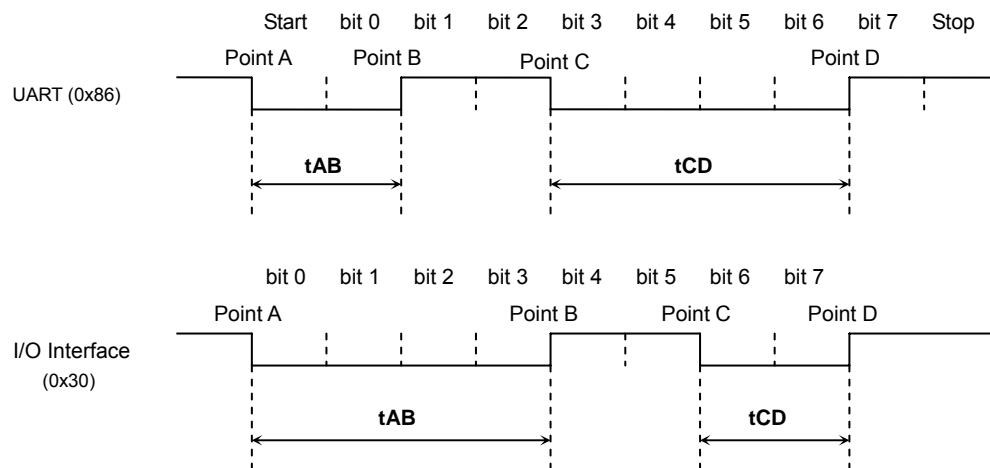 Start bit 0 bit 1 bit 2 bit 3 bit 4 bit 5 bit 6 bit 7 Stop
Point A Point B Point C Point D
UART (0x86)
tAB tCD
bit 0 bit 1 bit 2 bit 3 bit 4 bit 5 bit 6 bit 7
Point A Point B Point C Point D
I/O Interface
(0x30)
tAB tCD